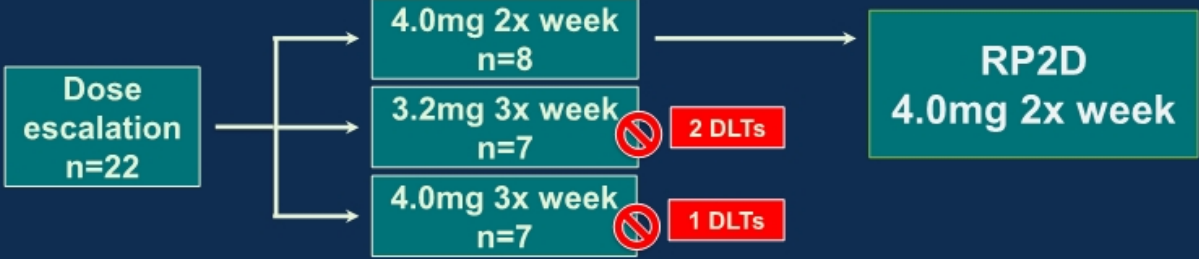 Dose
escalation
n=22
4.0mg 2x week
n=8
3.2mg 3x week
n=7
2 DLTs
4.0mg 3x week
n=7
1 DLTs
RP2D
4.0mg 2x week